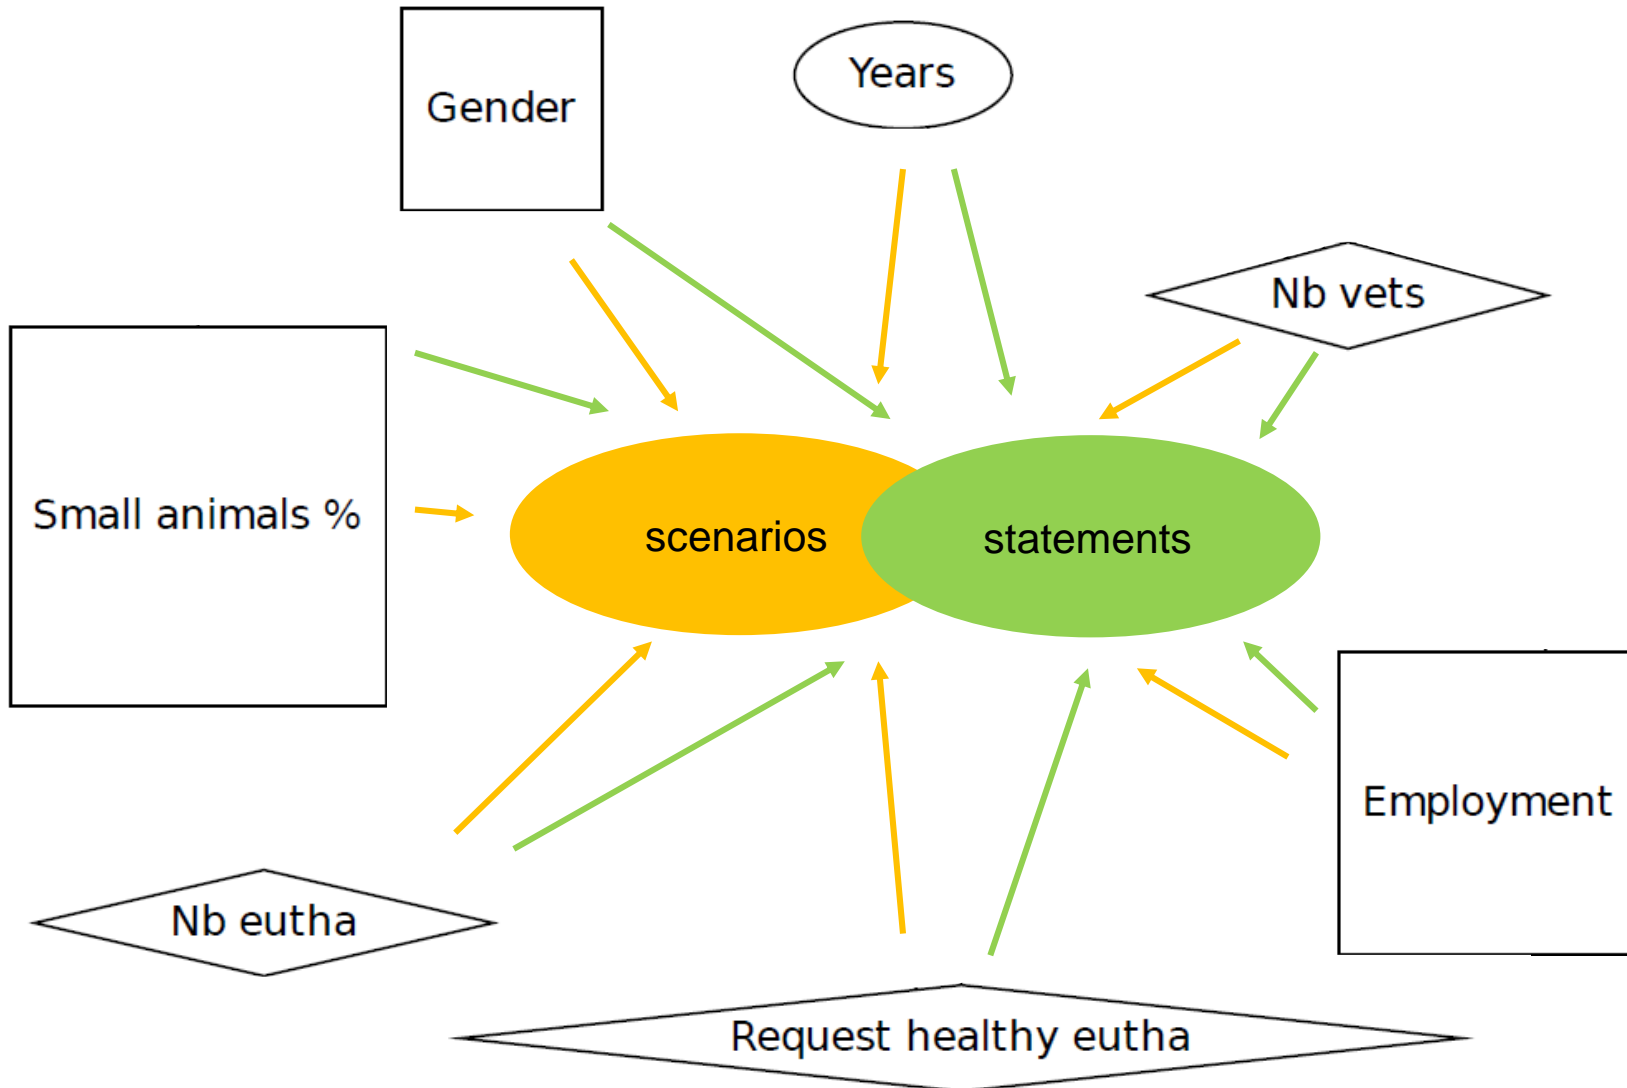 Gender
Years
Nb vets
Small animals %
scenarios
statements
Employment
Nb eutha
Request healthy eutha